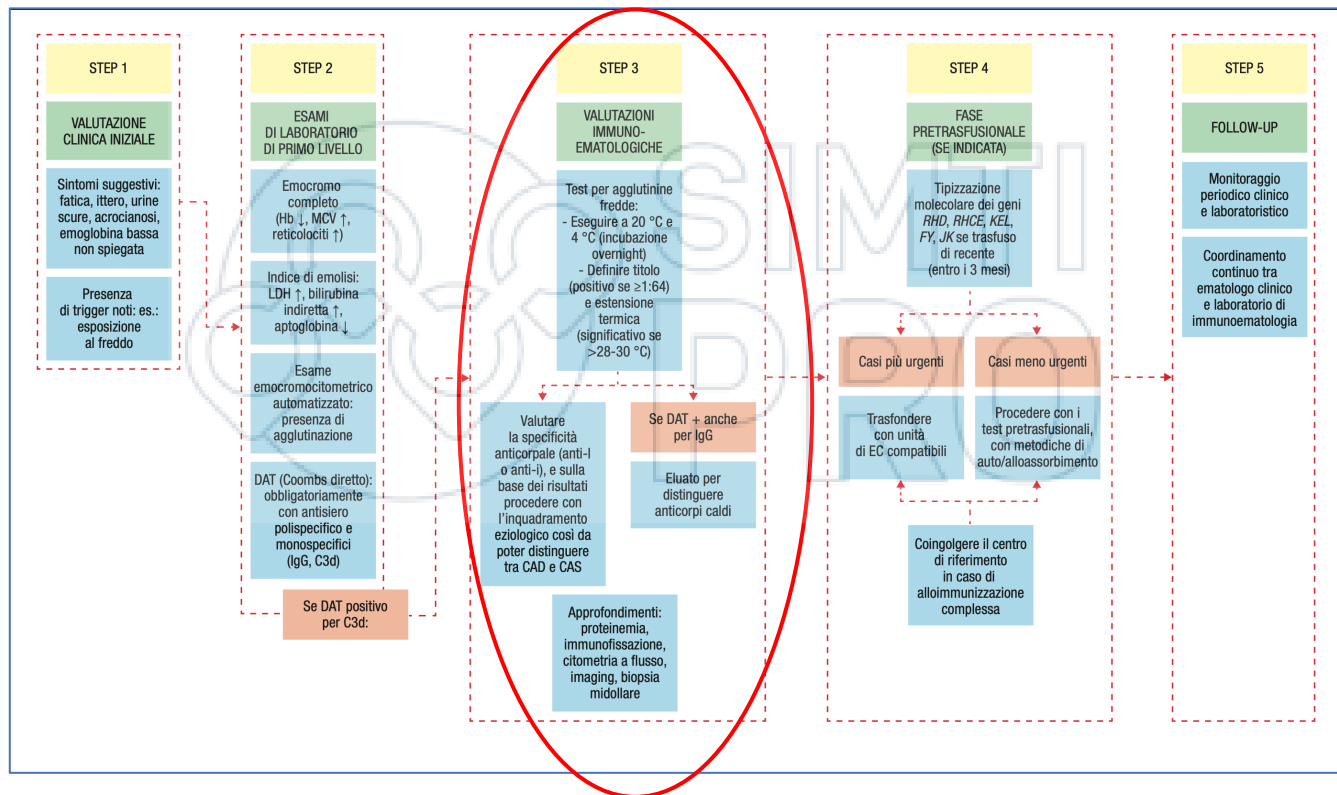 STEP 1
VALUTAZIONE
CLINICA INIZIALE
Sintomi suggestivi:
fatica, ittero, urine
scure, acrocianosi,
emoglobina bassa
non spiegata
Presenza
di trigger noti: es.:
esposizione
al freddo
STEP 2
ESAMI
DI LABORATORIO
DI PRIMO LIVELLO
Emocromo
completo
(Hb ↓, MCV ↑,
reticolociti ↑)
Indice di emolisi:
LDH ↑, bilirubina
indiretta ↑,
aptoglobina ↓
Esame
emocromocitometrico
automatizzato:
presenza di
agglutinazione
DAT (Coombs diretto):
obbligatoriamente
con antisiero
polispecifico e
monospecifici
(IgG, C3d)
Se DAT positivo
per C3d:
STEP 3
VALUTAZIONI
IMMUNO-
EMATOLOGICHE
Test per agglutinine
fredde:
- Eseguire a 20 °C e
4 °C (incubazione
overnight)
- Definire titolo
(positivo se ≥1:64)
e estensione
termica
(significativo se
>28-30 °C)
Valutare
la specificità
anticorpale (anti-I
o anti-i), e sulla
base dei risultati
procedere con
l'inquadramento
eziologico così da
poter distinguere
tra CAD e CAS
Se DAT + anche
per IgG
Eluato per
distinguere
anticorpi caldi
Approfondimenti:
proteinemia,
immunofissazione,
citometria a flusso,
imaging, biopsia
midollare
STEP 4
FASE
PRETRASFUSIONALE
(SE INDICATA)
Tipizzazione
molecolare dei geni
RHD, RHCE, KEL,
FY, JK se trasfuso
di recente
(entro i 3 mesi)
Casi più urgenti
Trasfondere
con unità
di EC compatibili
Casi meno urgenti
Procedere con i
test pretrasfusionali,
con metodiche di
auto/alloassorbimento
Coingolgere il centro
di riferimento
in caso di
alloimmunizzazione
complessa
STEP 5
FOLLOW-UP
Monitoraggio
periodico clinico
e laboratoristico
Coordinamento
continuo tra
ematologo clinico
e laboratorio di
immunoematologia
SIMTI
PRO